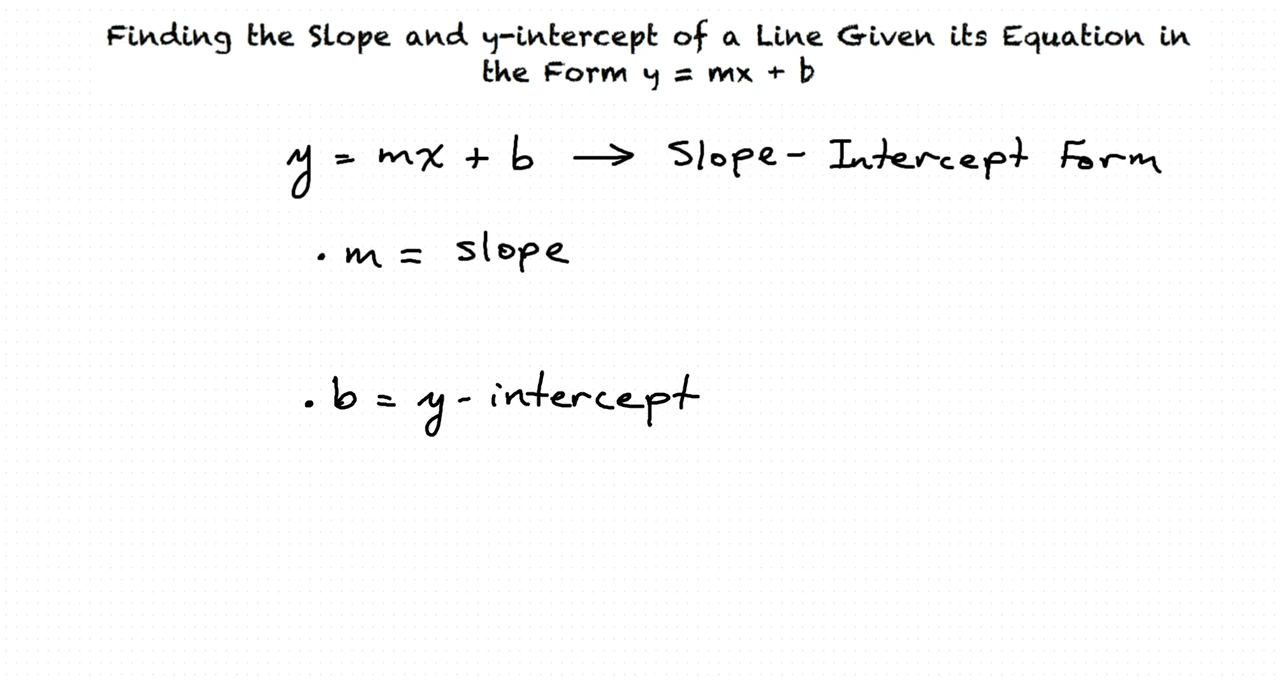 Finding the Slope and y-intercept of a Line Given its Equation in
the Form y = mx + b
y = mx + b → Slope - Intercept Form
· m = slope
· b = y - intercept